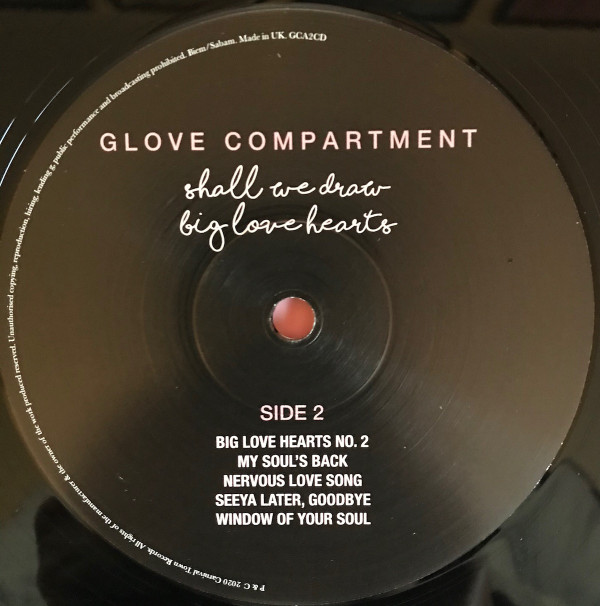 GLOVE COMPARTMENT
shall we draw
big love hearts
SIDE 2
BIG LOVE HEARTS NO. 2
MY SOUL'S BACK
NERVOUS LOVE SONG
SEEYA LATER, GOODBYE
WINDOW OF YOUR SOUL
P & C 2020 Carnival Town Records. All rights of the manufacturer & the owner of the work produced reserved. Unauthorised copying, reproduction, hiring, lending g, public performance and broadcasting prohibited. Biem/Sabam. Made in UK. GCA2CD